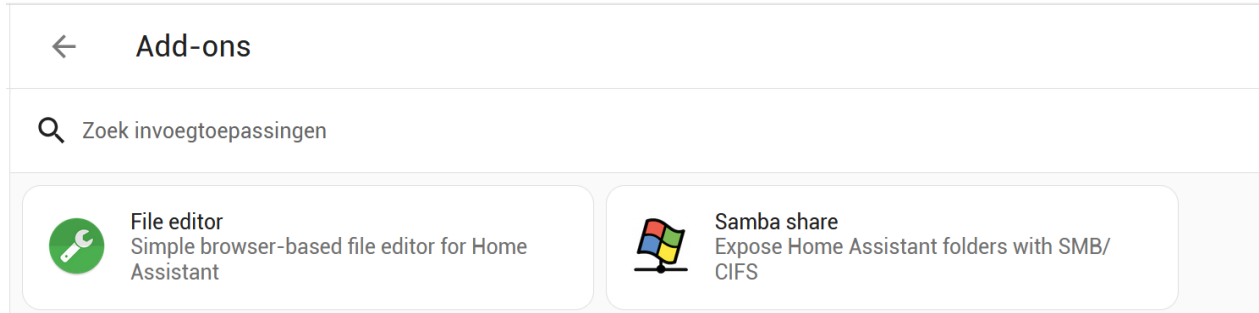 Add-ons
Zoek invoegtoepassingen
File editor
Simple browser-based file editor for Home
Assistant
Samba share
Expose Home Assistant folders with SMB/
CIFS